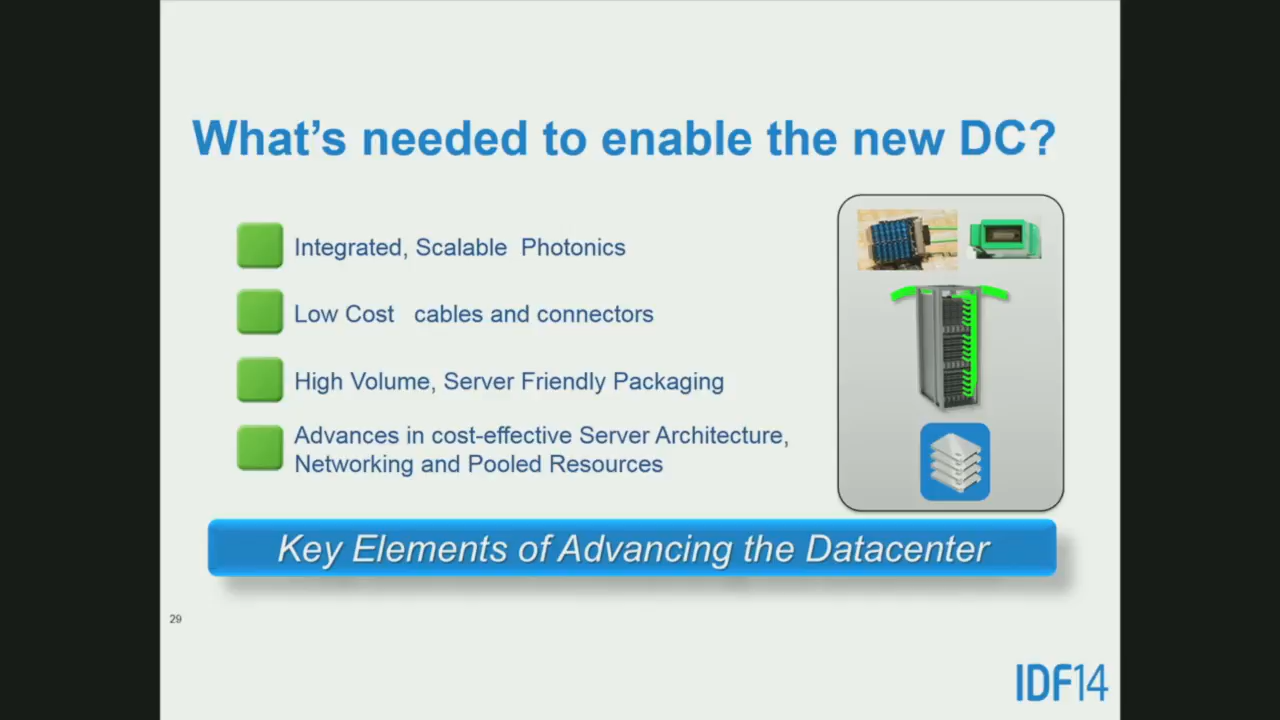 What's needed to enable the new DC?
Integrated, Scalable Photonics
Low Cost cables and connectors
High Volume, Server Friendly Packaging
Advances in cost-effective Server Architecture,
Networking and Pooled Resources
Key Elements of Advancing the Datacenter
29
IDF14